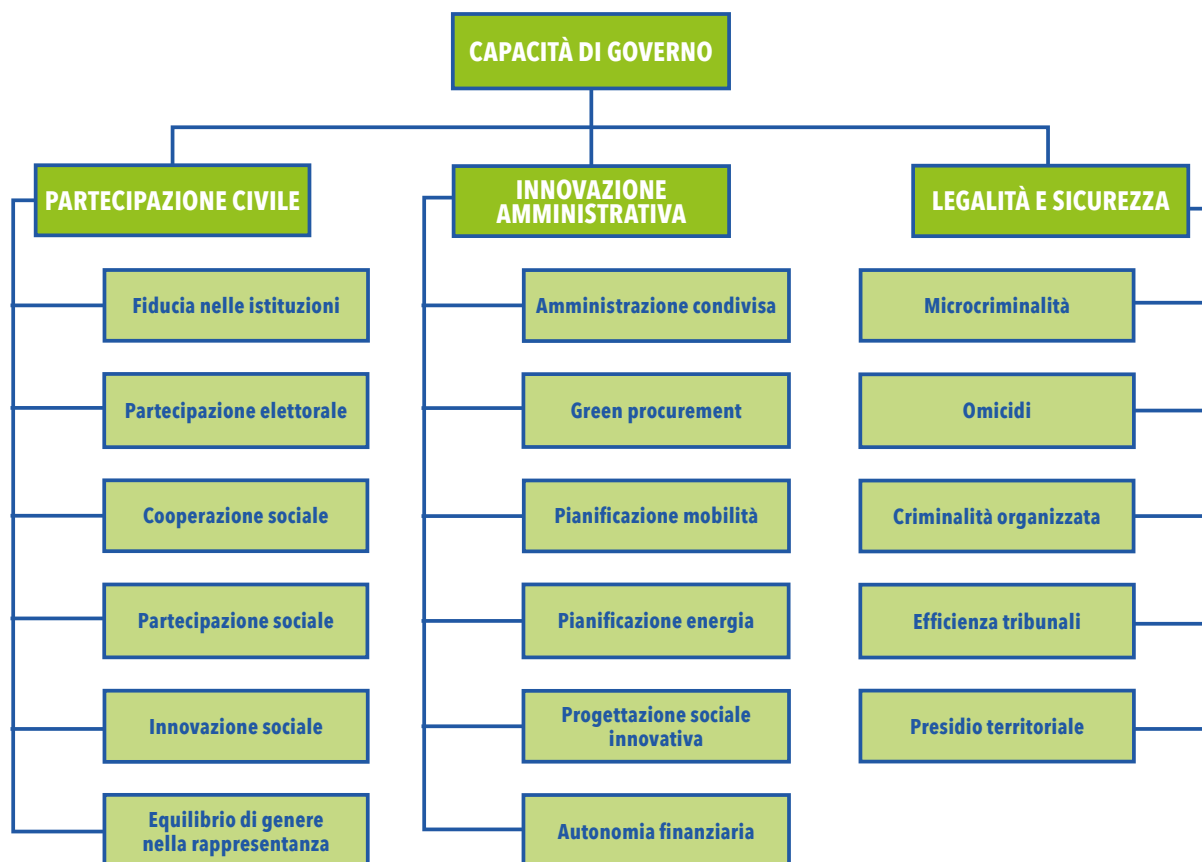 CAPACITÀ DI GOVERNO
PARTECIPAZIONE CIVILE
Fiducia nelle istituzioni
Partecipazione elettorale
Cooperazione sociale
Partecipazione sociale
Innovazione sociale
Equilibrio di genere
nella rappresentanza
INNOVAZIONE
AMMINISTRATIVA
Amministrazione condivisa
Green procurement
Pianificazione mobilità
Pianificazione energia
Progettazione sociale
innovativa
Autonomia finanziaria
LEGALITÀ E SICUREZZA
Microcriminalità
Omicidi
Criminalità organizzata
Efficienza tribunali
Presidio territoriale